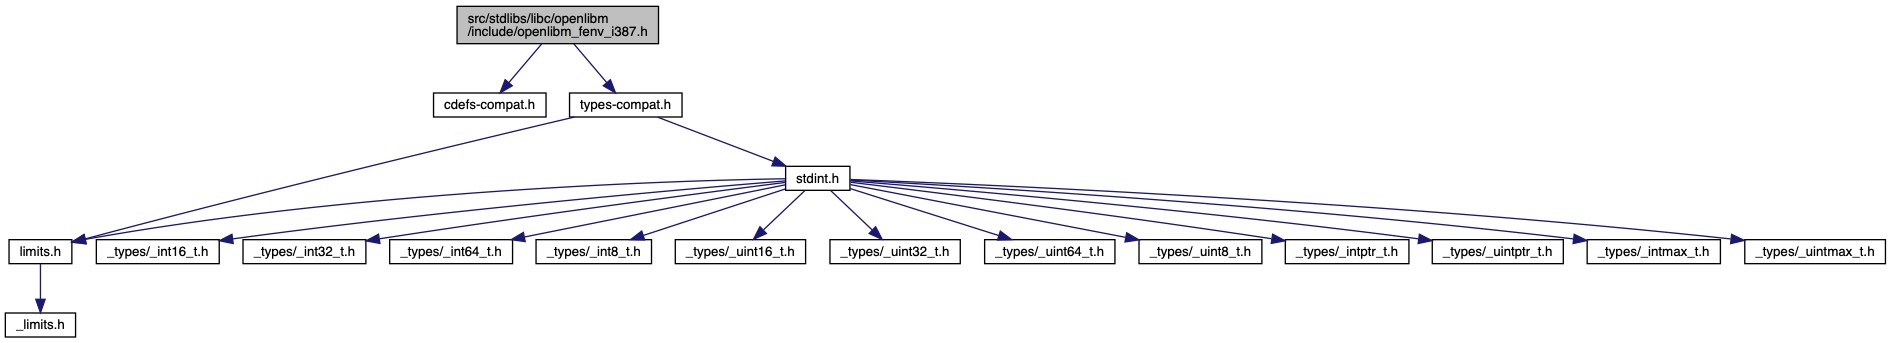 src/stdlibs/libc/openlibm
/include/openlibm_fenv_i387.h
cdefs-compat.h
types-compat.h
stdint.h
limits.h
_types/_int16_t.h
_types/_int32_t.h
_types/_int64_t.h
_types/_int8_t.h
_types/_uint16_t.h
_types/_uint32_t.h
_types/_uint64_t.h
_types/_uint8_t.h
_types/_intptr_t.h
_types/_uintptr_t.h
_types/_intmax_t.h
_types/_uintmax_t.h
_limits.h